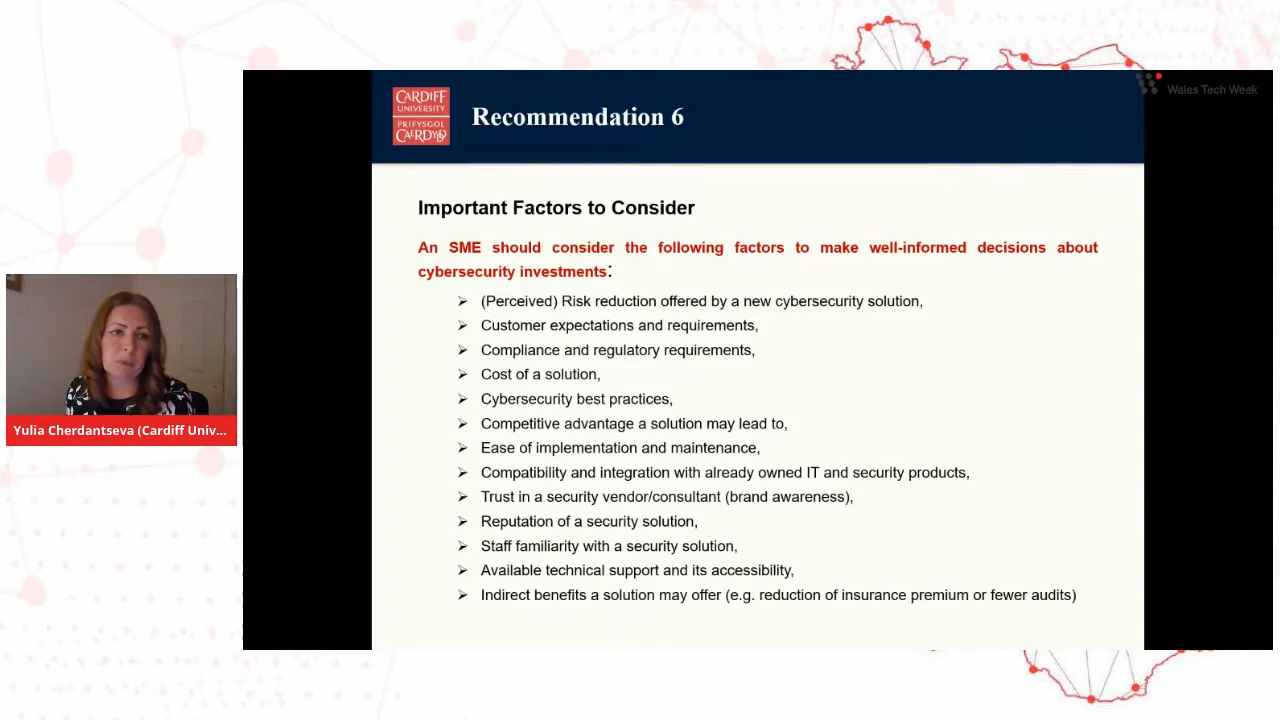 CARDIFF
UNIVERSITY
PRIFYSGOL
CAERDYDD
Recommendation 6
Wales Tech Week
Important Factors to Consider
An SME should consider the following factors to make well-informed decisions about
cybersecurity investments:
➢ (Perceived) Risk reduction offered by a new cybersecurity solution,
➢ Customer expectations and requirements,
➢ Compliance and regulatory requirements,
➢ Cost of a solution,
➢ Cybersecurity best practices,
➢ Competitive advantage a solution may lead to,
➢ Ease of implementation and maintenance,
➢ Compatibility and integration with already owned IT and security products,
➢ Trust in a security vendor/consultant (brand awareness),
➢ Reputation of a security solution,
➢ Staff familiarity with a security solution,
➢ Available technical support and its accessibility,
➢ Indirect benefits a solution may offer (e.g. reduction of insurance premium or fewer audits)
Yulia Cherdantseva (Cardiff Univ...